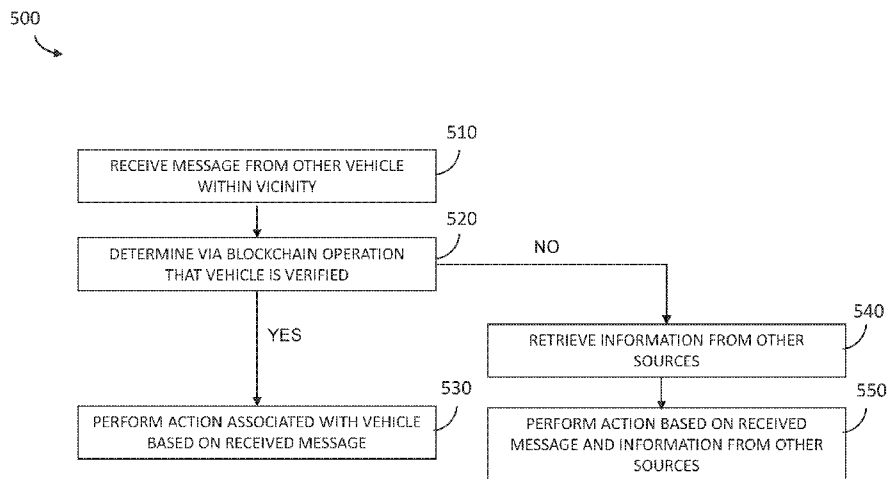 500
510
RECEIVE MESSAGE FROM OTHER VEHICLE
WITHIN VICINITY
520
DETERMINE VIA BLOCKCHAIN OPERATION
THAT VEHICLE IS VERIFIED
NO
YES
540
RETRIEVE INFORMATION FROM OTHER
SOURCES
530
PERFORM ACTION ASSOCIATED WITH VEHICLE
BASED ON RECEIVED MESSAGE
550
PERFORM ACTION BASED ON RECEIVED
MESSAGE AND INFORMATION FROM OTHER
SOURCES